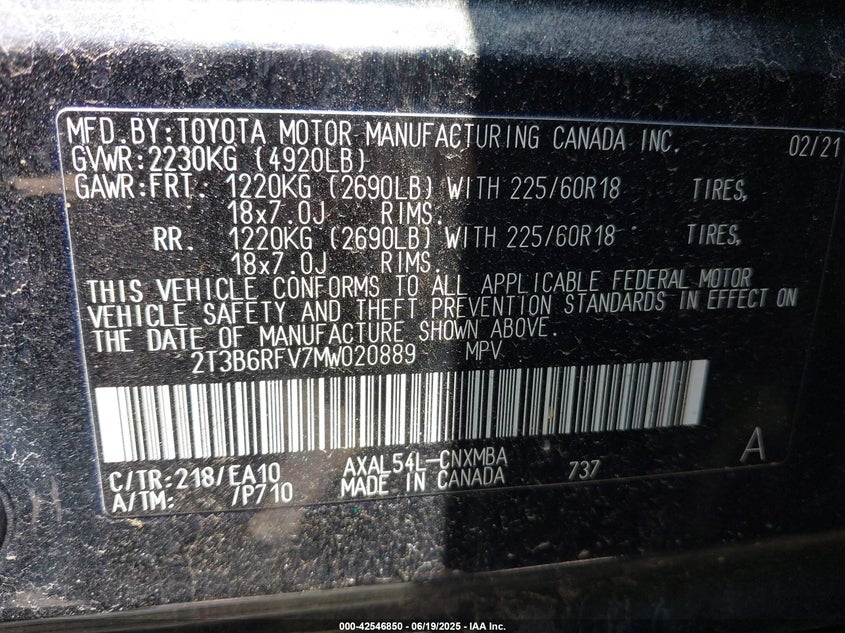 MFD.BY:TOYOTA MOTOR MANUFACTURING CANADA INC. 02/21
GVWR:2230KG (4920LB)
GAWR:FRT. 1220KG (2690LB) WITH 225/60R18 TIRES,
18x7.0J RIMS.
RR. 1220KG (2690LB) WITH 225/60R18 TIRES,
18x7.0J RIMS.
THIS VEHICLE CONFORMS TO ALL APPLICABLE FEDERAL MOTOR
VEHICLE SAFETY AND THEFT PREVENTION STANDARDS IN EFFECT ON
THE DATE OF MANUFACTURE SHOWN ABOVE.
2T3B6RFV7MW020889 MPV
A
C/TR:218/EA10 AXAL54L-CNXMBA 737
A/TM: /P710 MADE IN CANADA
000-42546850 - 06/19/2025 - IAA Inc.